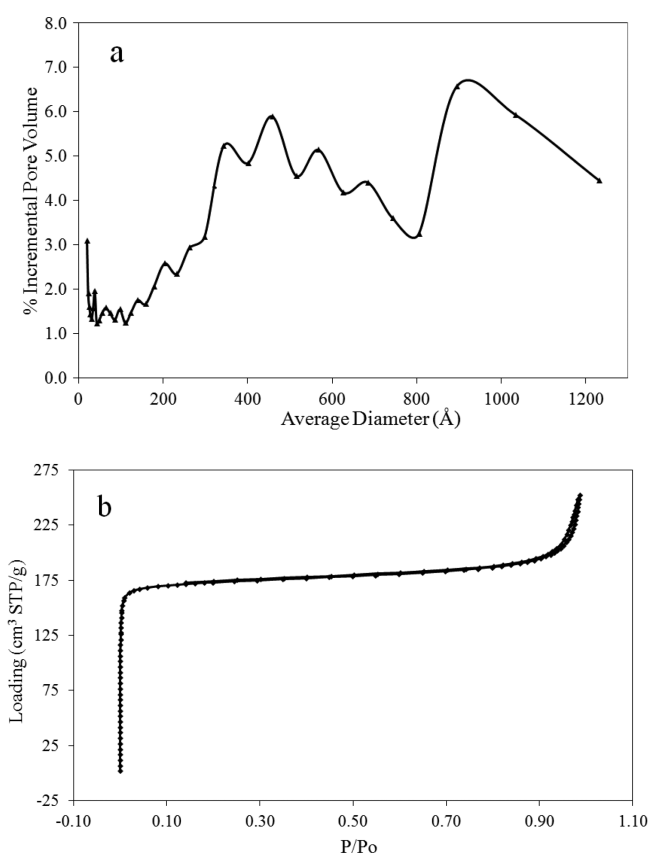 a
% Incremental Pore Volume
8.0
7.0
6.0
5.0
4.0
3.0
2.0
1.0
0.0
0 200 400 600 800 1000 1200
Average Diameter (Å)
b
Loading (cm³ STP/g)
275
225
175
125
75
25
-25
-0.10 0.10 0.30 0.50 0.70 0.90 1.10
P/Po